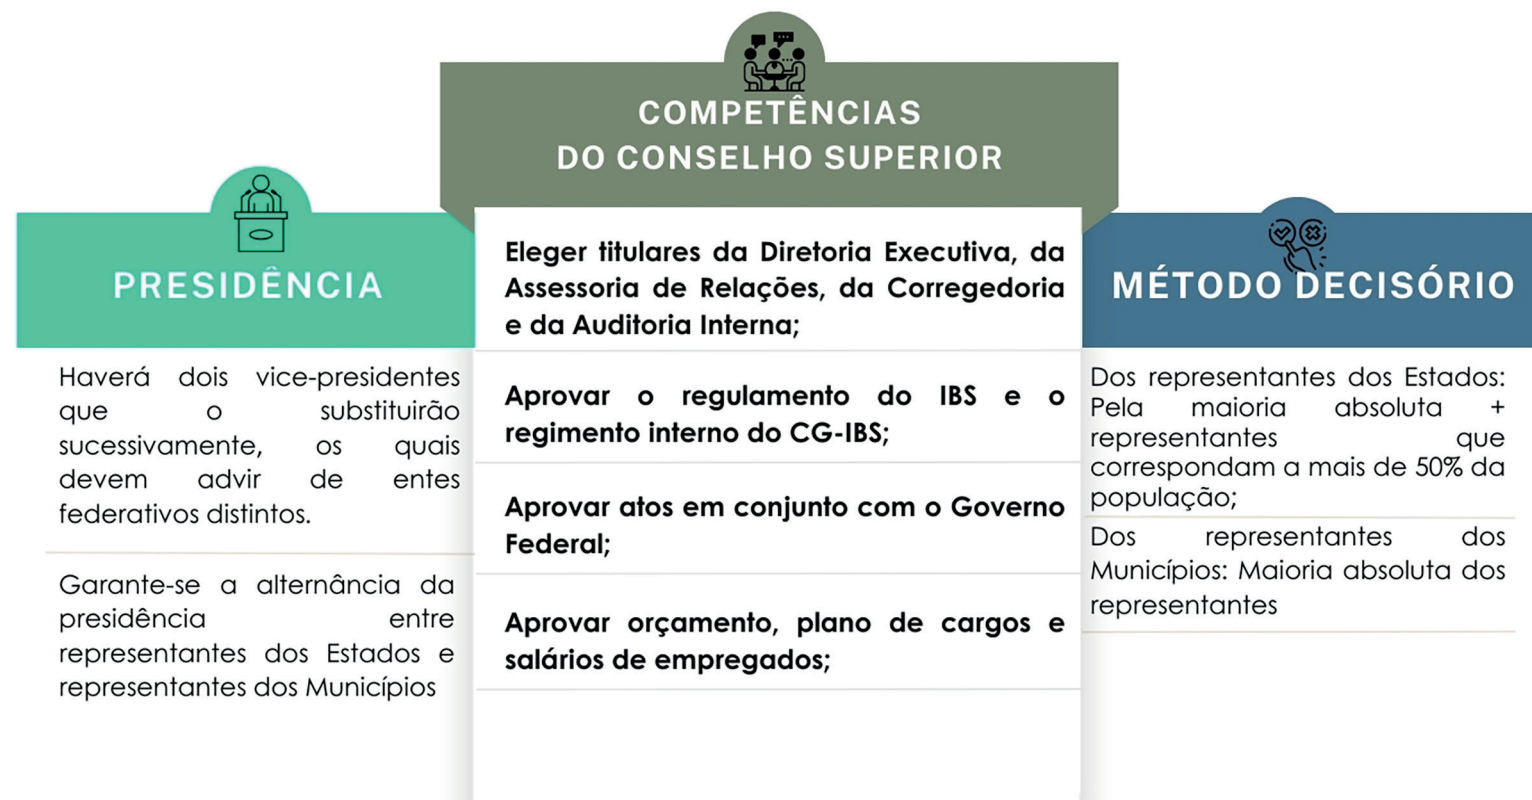 COMPETÊNCIAS
DO CONSELHO SUPERIOR
PRESIDÊNCIA
Haverá dois vice-presidentes
que o substituirão
sucessivamente, os quais
devem advir de entes
federativos distintos.
Garante-se a alternância da
presidência entre
representantes dos Estados e
representantes dos Municípios
Eleger titulares da Diretoria Executiva, da
Assessoria de Relações, da Corregedoria
e da Auditoria Interna;
Aprovar o regulamento do IBS e o
regimento interno do CG-IBS;
Aprovar atos em conjunto com o Governo
Federal;
Aprovar orçamento, plano de cargos e
salários de empregados;
MÉTODO DECISÓRIO
Dos representantes dos Estados:
Pela maioria absoluta +
representantes que
correspondam a mais de 50% da
população;
Dos representantes dos
Municípios: Maioria absoluta dos
representantes